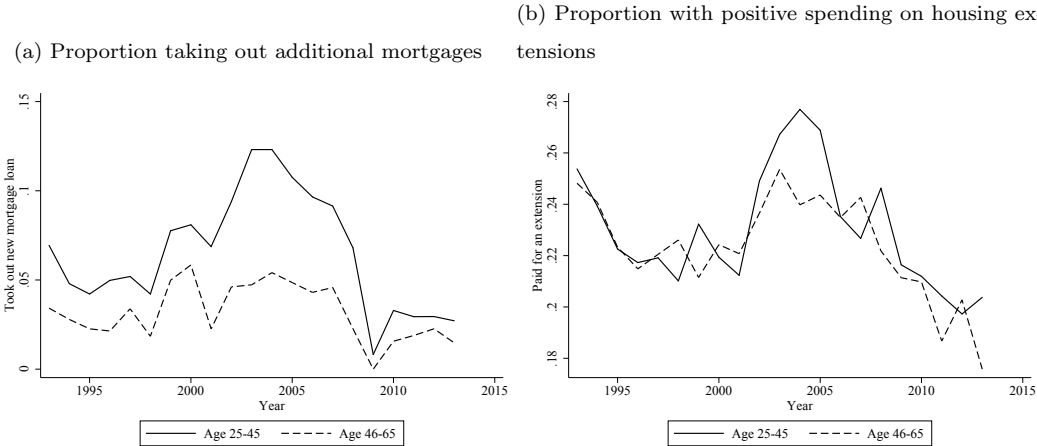 (a) Proportion taking out additional mortgages
(b) Proportion with positive spending on housing ex
tensions
Took out new mortgage loan
.15
.1
.05
0
1995 2000 2005 2010 2015
Year
Age 25-45 Age 46-65
Paid for an extension
.28
.26
.24
.22
.2
.18
1995 2000 2005 2010 2015
Year
Age 25-45 Age 46-65